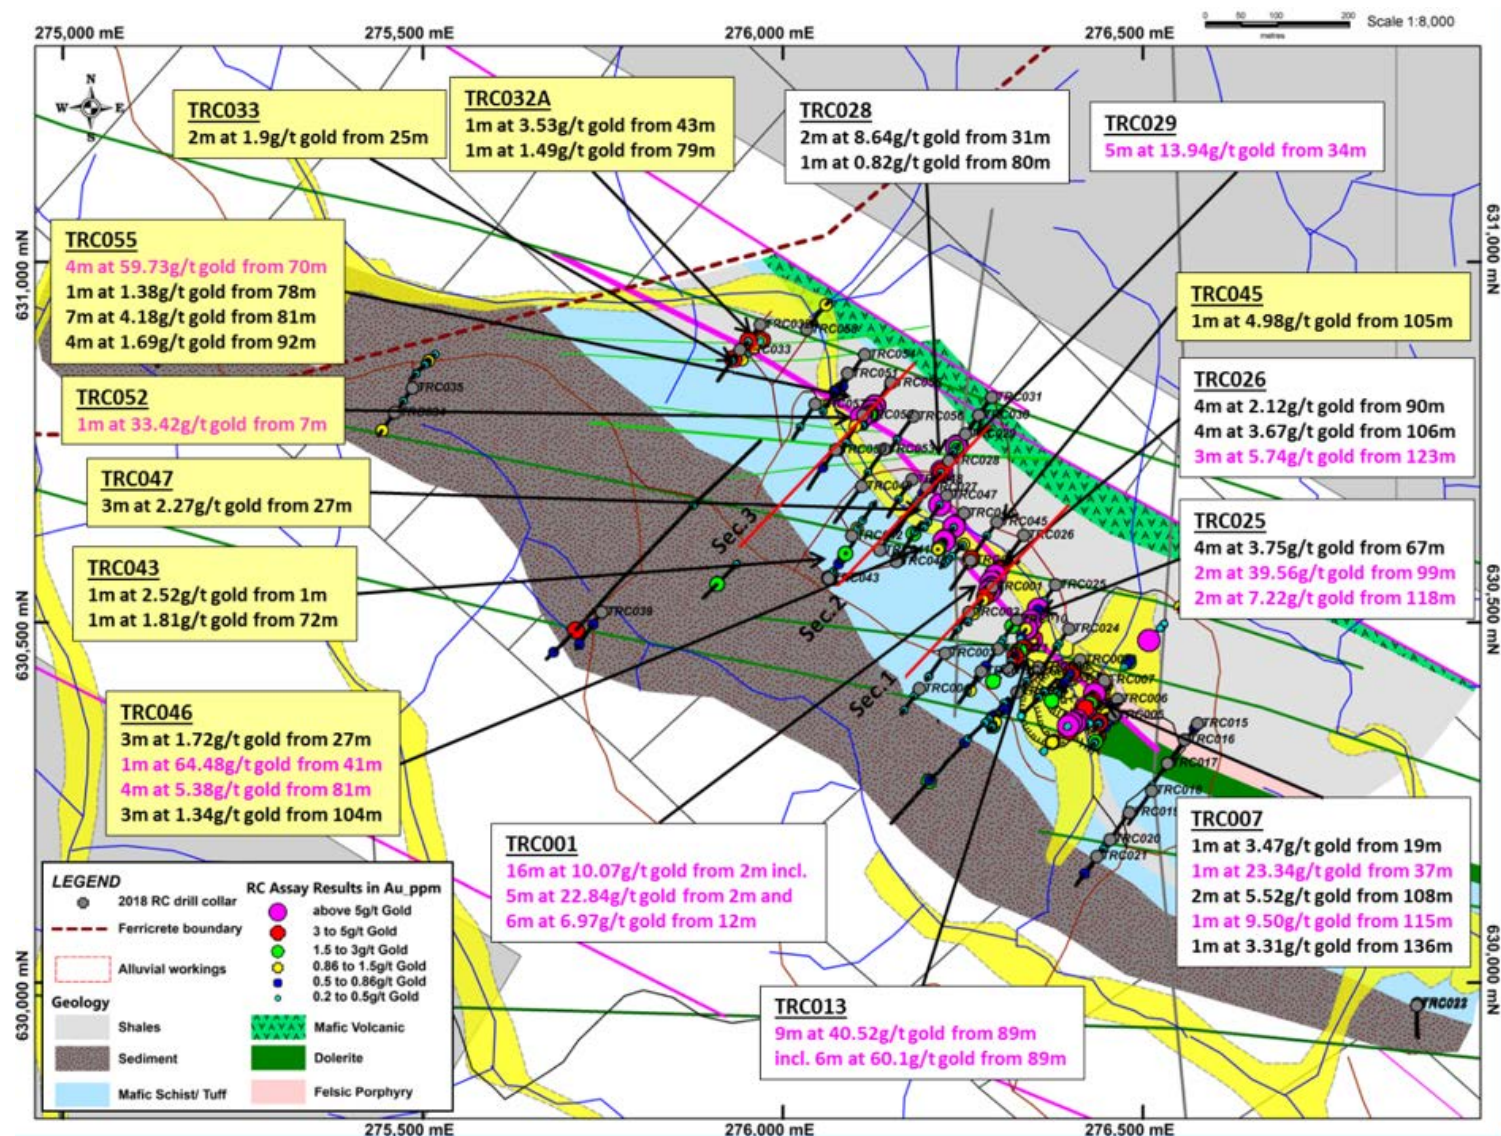 275,000 mE
275,500 mE
276,000 mE
276,500 mE
0 50 100 200
metres
Scale 1:8,000
N
W E
S
TRC033
2m at 1.9g/t gold from 25m
TRC032A
1m at 3.53g/t gold from 43m
1m at 1.49g/t gold from 79m
TRC028
2m at 8.64g/t gold from 31m
1m at 0.82g/t gold from 80m
TRC029
5m at 13.94g/t gold from 34m
631,000 mN
631,000 mN
TRC055
4m at 59.73g/t gold from 70m
1m at 1.38g/t gold from 78m
7m at 4.18g/t gold from 81m
4m at 1.69g/t gold from 92m
TRC045
1m at 4.98g/t gold from 105m
TRC052
1m at 33.42g/t gold from 7m
TRC026
4m at 2.12g/t gold from 90m
4m at 3.67g/t gold from 106m
3m at 5.74g/t gold from 123m
TRC047
3m at 2.27g/t gold from 27m
TRC025
4m at 3.75g/t gold from 67m
2m at 39.56g/t gold from 99m
2m at 7.22g/t gold from 118m
TRC043
1m at 2.52g/t gold from 1m
1m at 1.81g/t gold from 72m
630,500 mN
630,500 mN
TRC046
3m at 1.72g/t gold from 27m
1m at 64.48g/t gold from 41m
4m at 5.38g/t gold from 81m
3m at 1.34g/t gold from 104m
TRC001
16m at 10.07g/t gold from 2m incl.
5m at 22.84g/t gold from 2m and
6m at 6.97g/t gold from 12m
TRC007
1m at 3.47g/t gold from 19m
1m at 23.34g/t gold from 37m
2m at 5.52g/t gold from 108m
1m at 9.50g/t gold from 115m
1m at 3.31g/t gold from 136m
TRC013
9m at 40.52g/t gold from 89m
incl. 6m at 60.1g/t gold from 89m
TRC054
TRC051
TRC031
TRC035
TRC028
TRC047
TRC045
TRC026
TRC043
TRC001
TRC025
TRC024
TRC039
TRC007
TRC006
TRC015
TRC016
TRC017
TRC018
TRC020
TRC021
Sec.3
Sec.2
Sec.1
630,000 mN
630,000 mN
LEGEND
2018 RC drill collar
Ferricrete boundary
Alluvial workings
Geology
Shales
Sediment
Mafic Schist/ Tuff
RC Assay Results in Au_ppm
above 5g/t Gold
3 to 5g/t Gold
1.5 to 3g/t Gold
0.86 to 1.5g/t Gold
0.5 to 0.86g/t Gold
0.2 to 0.5g/t Gold
Mafic Volcanic
Dolerite
Felsic Porphyry
275,500 mE
276,000 mE
276,500 mE